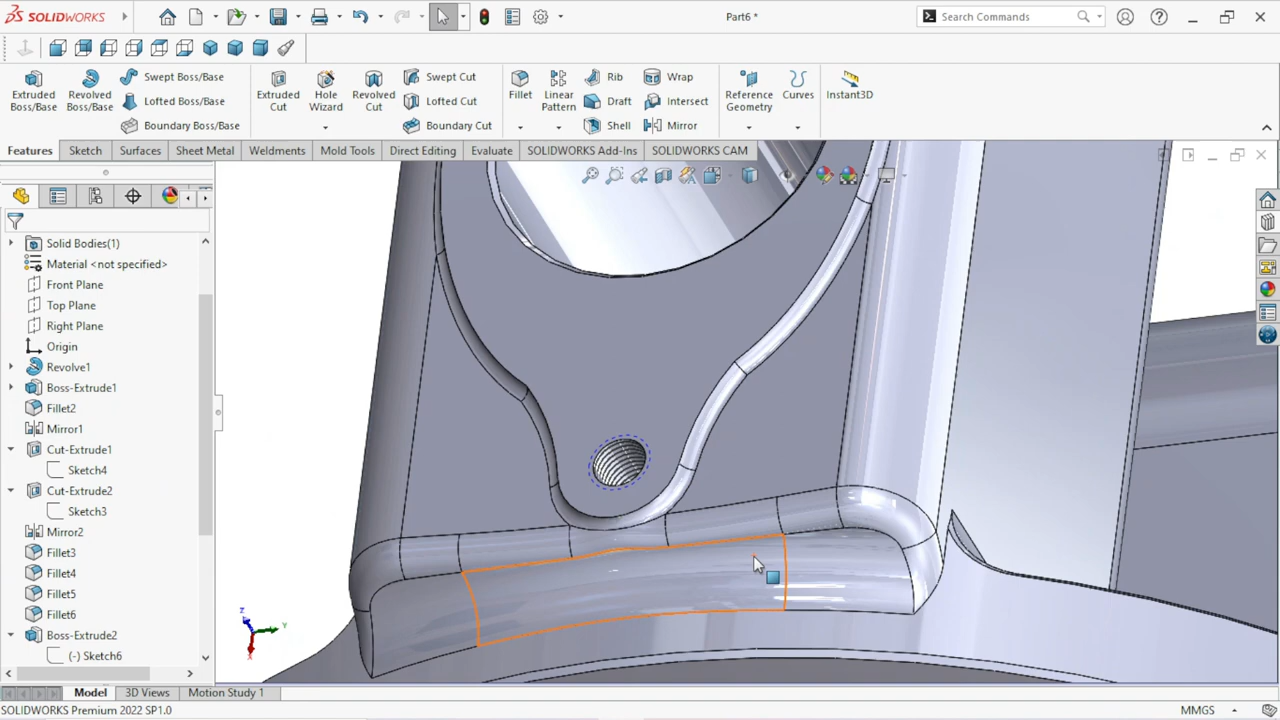 SOLIDWORKS
Part6 *
Search Commands
Extruded Boss/Base
Revolved Boss/Base
Swept Boss/Base
Lofted Boss/Base
Boundary Boss/Base
Extruded Cut
Hole Wizard
Revolved Cut
Swept Cut
Lofted Cut
Boundary Cut
Fillet
Linear Pattern
Rib
Draft
Shell
Wrap
Intersect
Mirror
Reference Geometry
Curves
Instant3D
Features
Sketch
Surfaces
Sheet Metal
Weldments
Mold Tools
Direct Editing
Evaluate
SOLIDWORKS Add-Ins
SOLIDWORKS CAM
Solid Bodies(1)
Material <not specified>
Front Plane
Top Plane
Right Plane
Origin
Revolve1
Boss-Extrude1
Fillet2
Mirror1
Cut-Extrude1
Sketch4
Cut-Extrude2
Sketch3
Mirror2
Fillet3
Fillet4
Fillet5
Fillet6
Boss-Extrude2
(-) Sketch6
Z
Y
X
Model
3D Views
Motion Study 1
SOLIDWORKS Premium 2022 SP1.0
MMGS